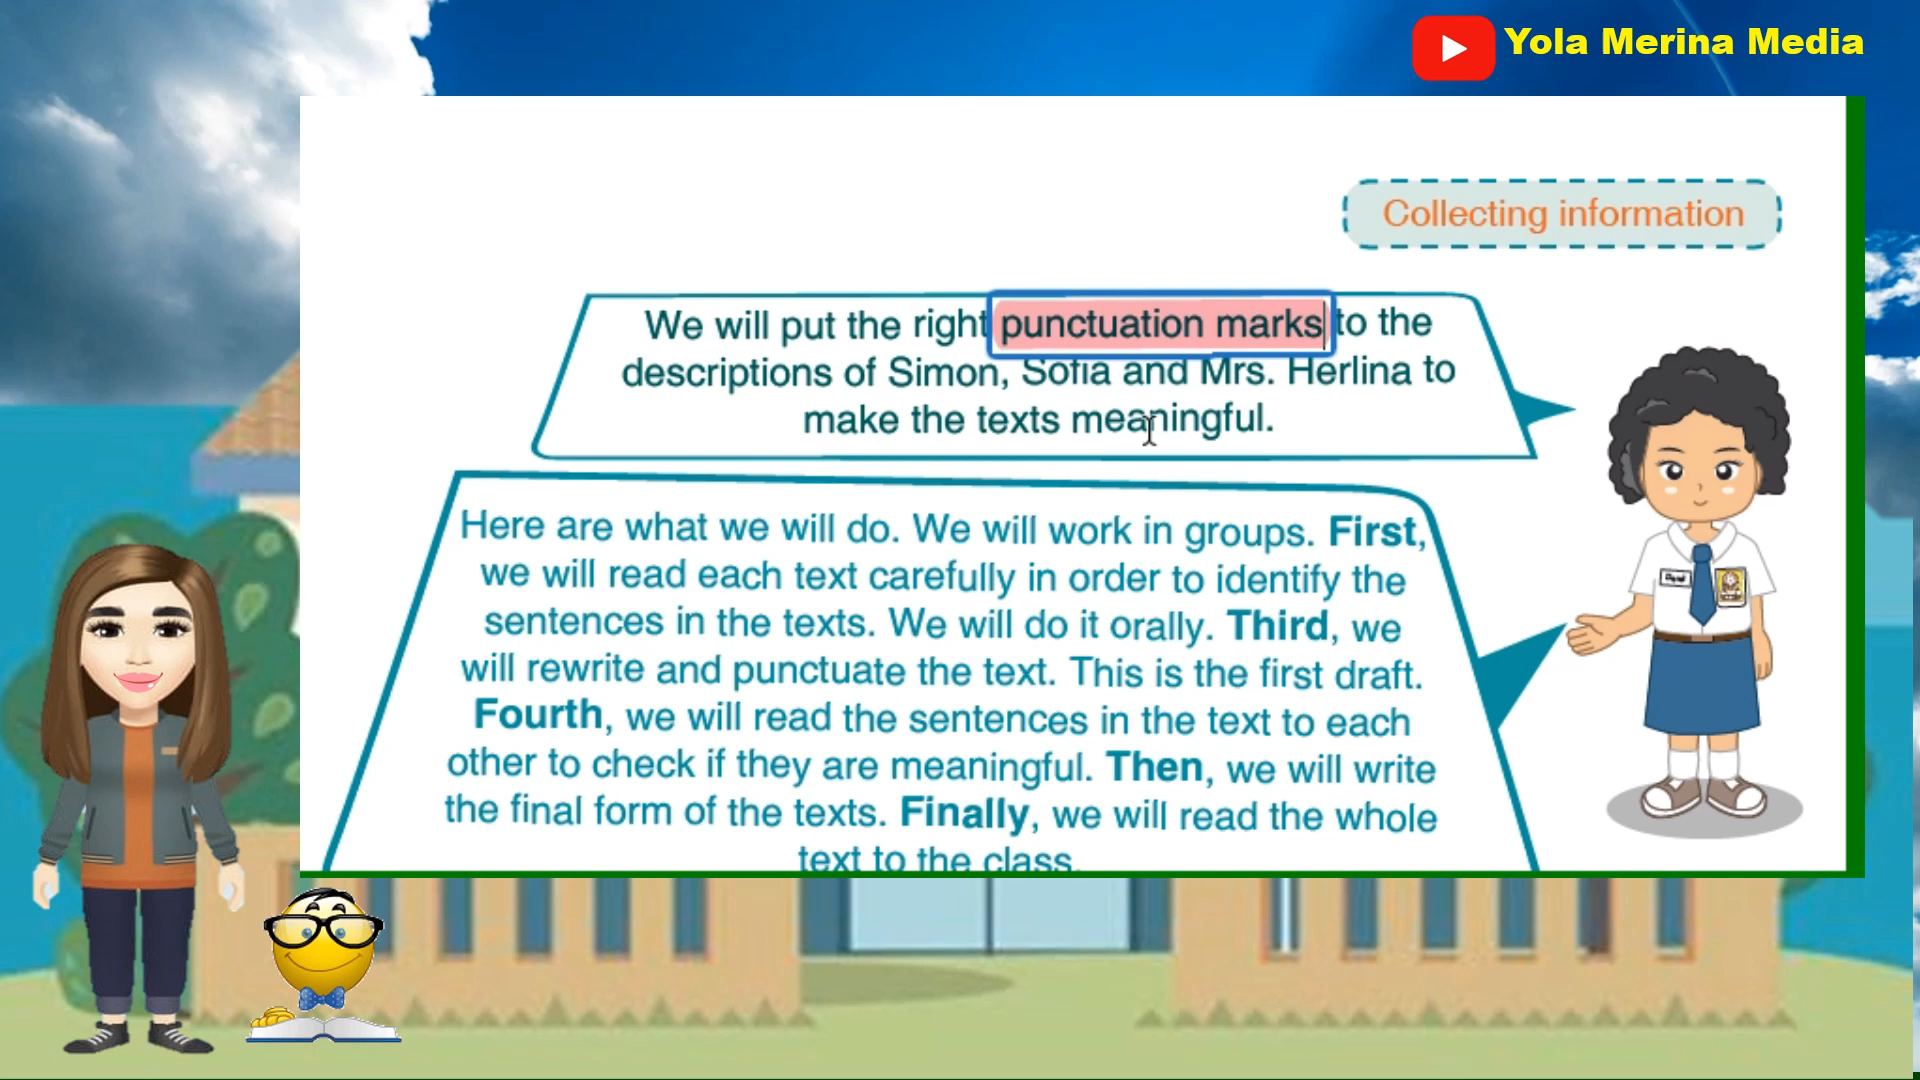 Yola Merina Media
Collecting information
We will put the right punctuation marks to the
descriptions of Simon, Sofia and Mrs. Herlina to
make the texts meaningful.
Here are what we will do. We will work in groups. First,
we will read each text carefully in order to identify the
sentences in the texts. We will do it orally. Third, we
will rewrite and punctuate the text. This is the first draft.
Fourth, we will read the sentences in the text to each
other to check if they are meaningful. Then, we will write
the final form of the texts. Finally, we will read the whole
text to the class.